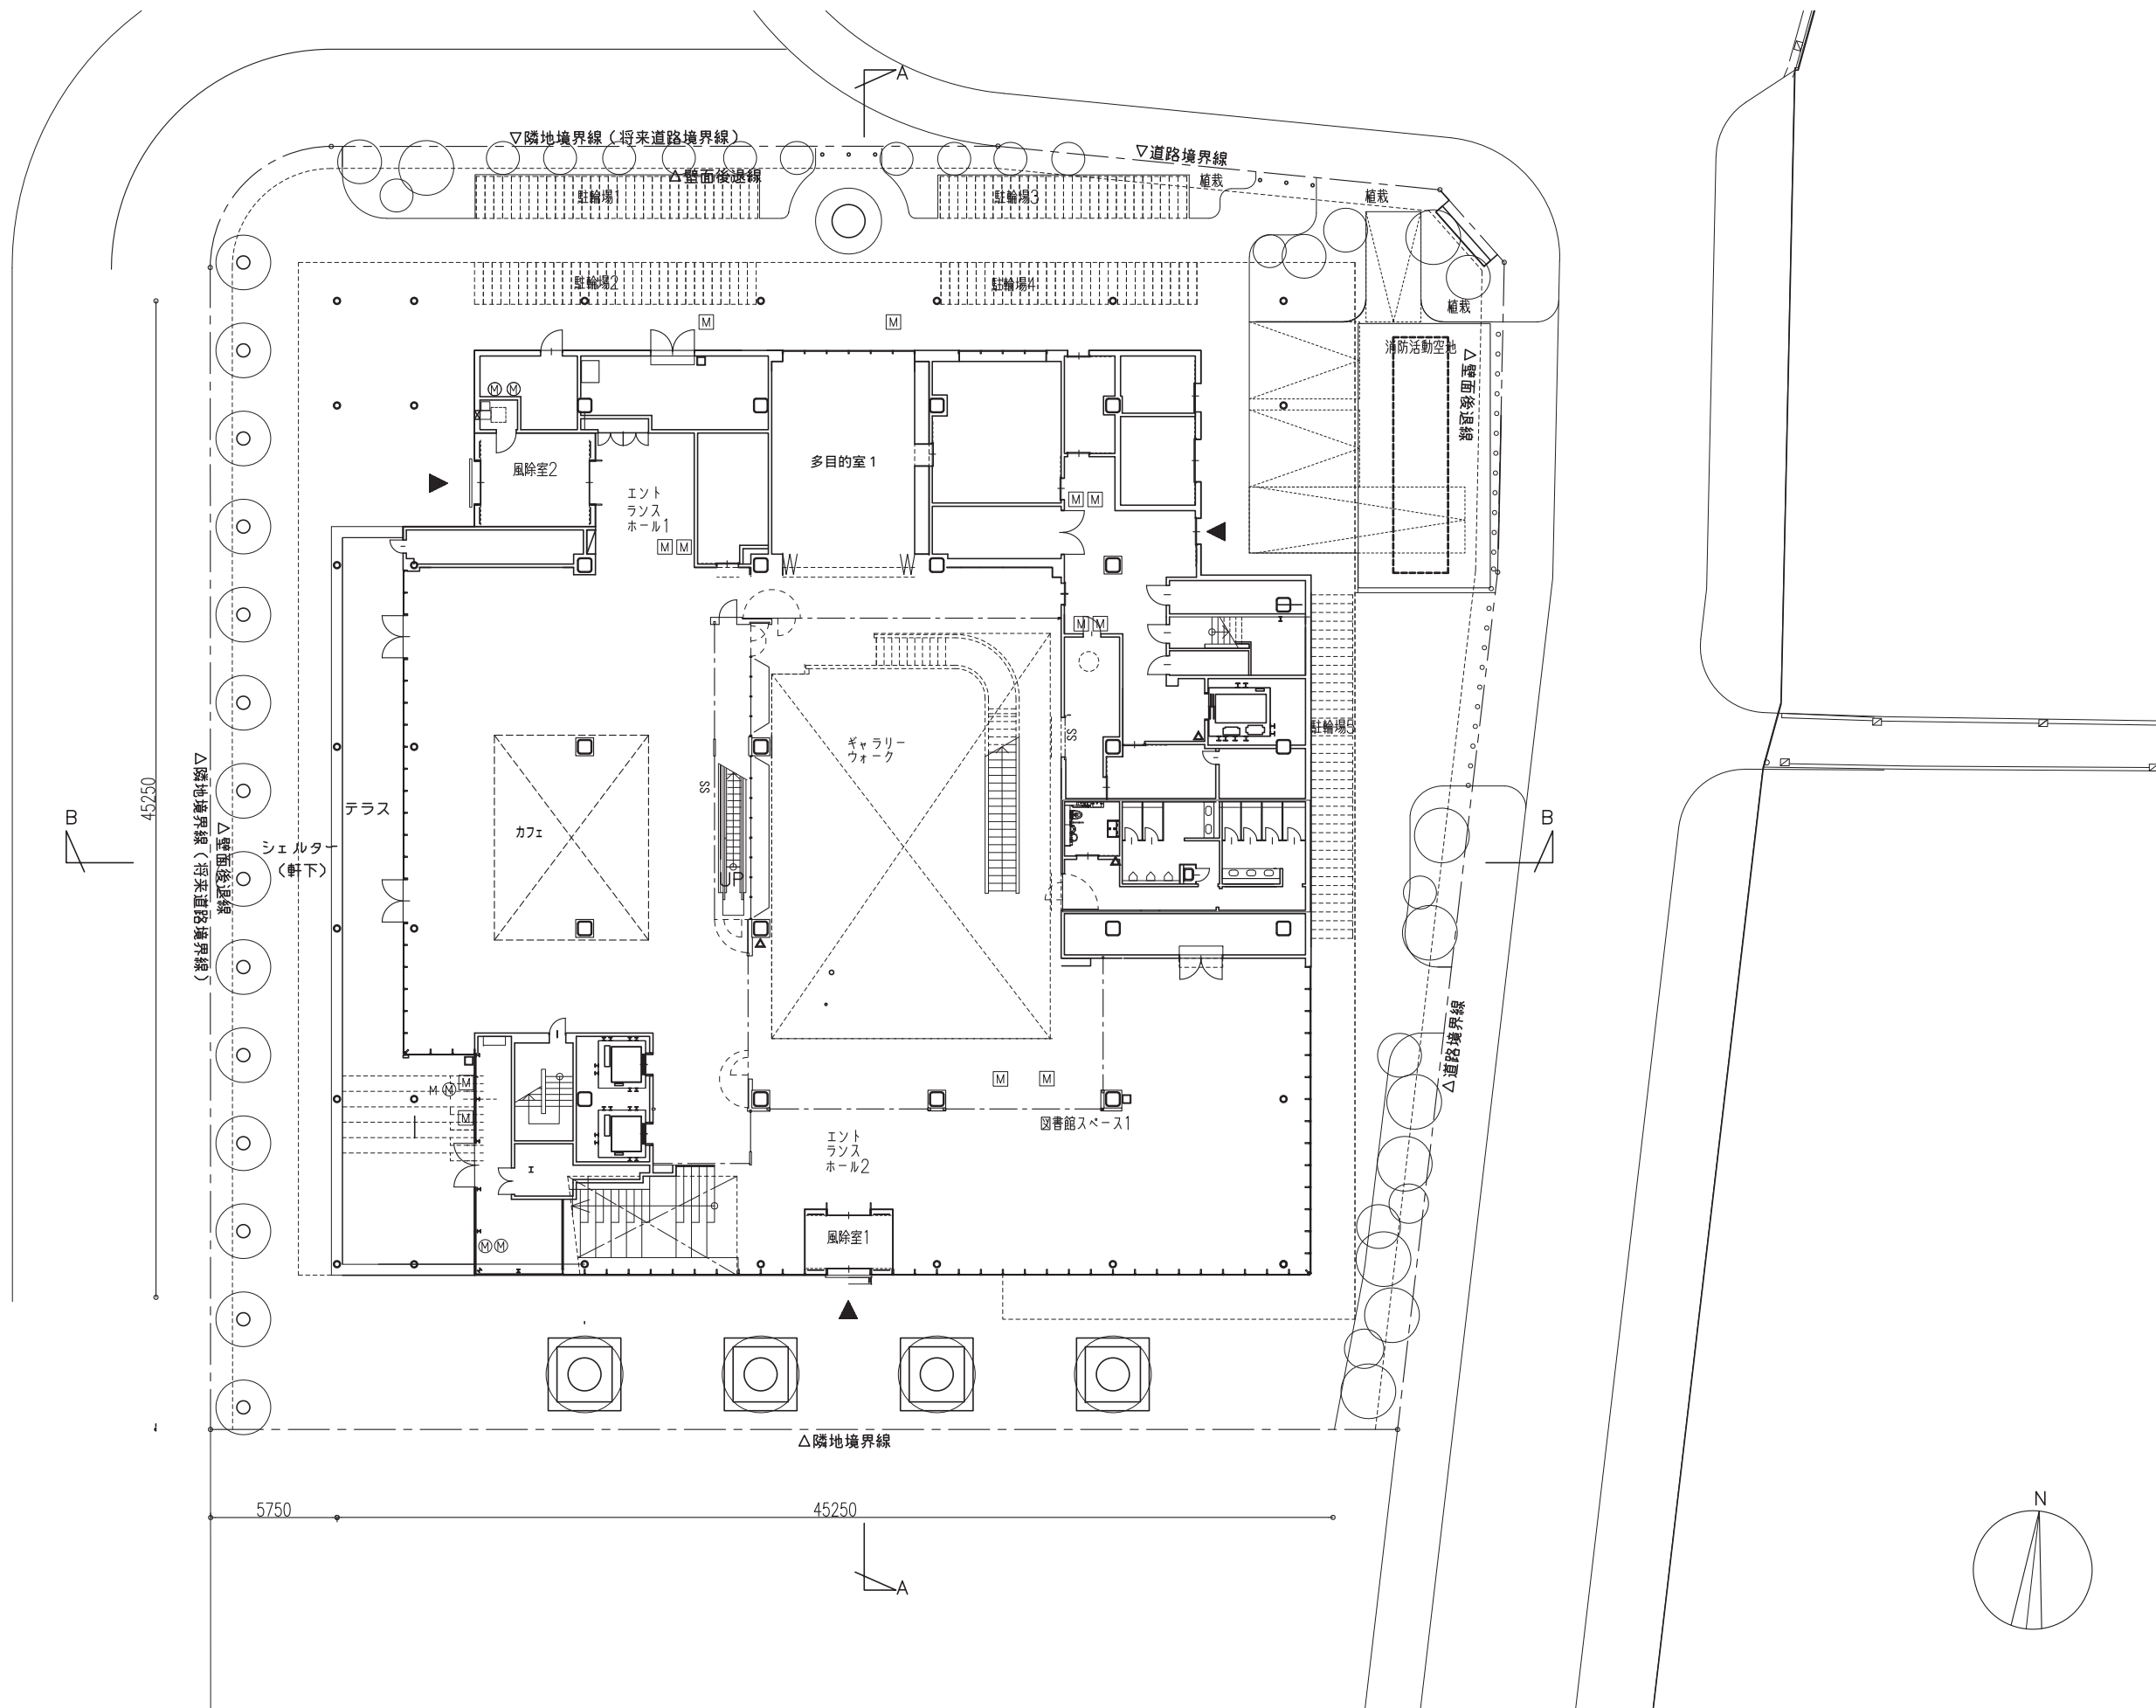 A
▽隣地境界線（将来道路境界線）
▽道路境界線
△壁面後退線
駐輪場1
駐輪場3
植栽
植栽
駐輪場2
駐輪場4
植栽
M
M
消防活動空地
△壁面後退線
M
M
風除室2
多目的室1
エント
ランス
ホール1
M
M
M
M
M
M
SS
駐輪場5
ギャラリー
ウォーク
SS
▽隣地境界線（将来道路境界線）
△壁面後退線
45250
B
テラス
シェルター
（軒下）
カフェ
UP
B
△道路境界線
M
M
M
M
M
M
図書館スペース1
エント
ランス
ホール2
風除室1
M
M
△隣地境界線
5750
45250
A
N